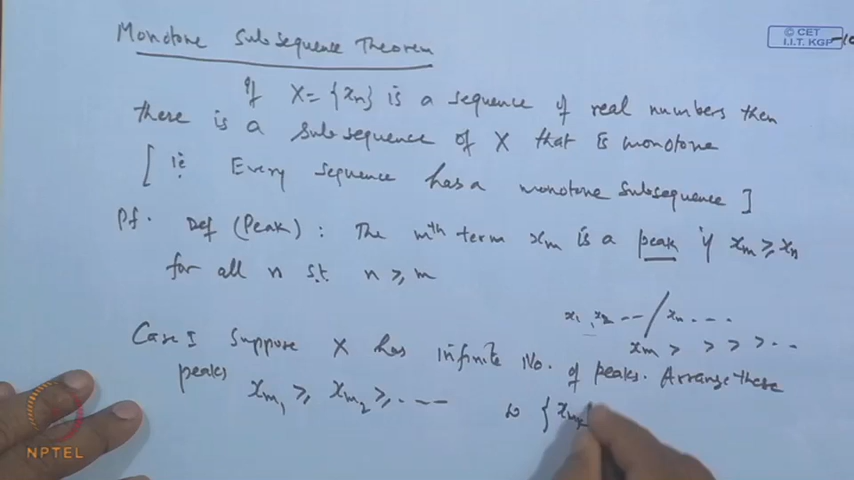 Monotone Subsequence Theorem
© CET
I.I.T. KGP
If X = {xn} is a sequence of real numbers then
there is a subsequence of X that is monotone
[ ie Every sequence has a monotone subsequence ]
Pf. Def (Peak) : The mth term xm is a peak if xm ≥ xn
for all n s.t. n ≥ m
x1, x2 -- / xn ...
xm > > > > ...
Case I Suppose X has infinite No. of peaks. Arrange these
peaks xm1 ≥ xm2 ≥ . ---
{xmk
NPTEL